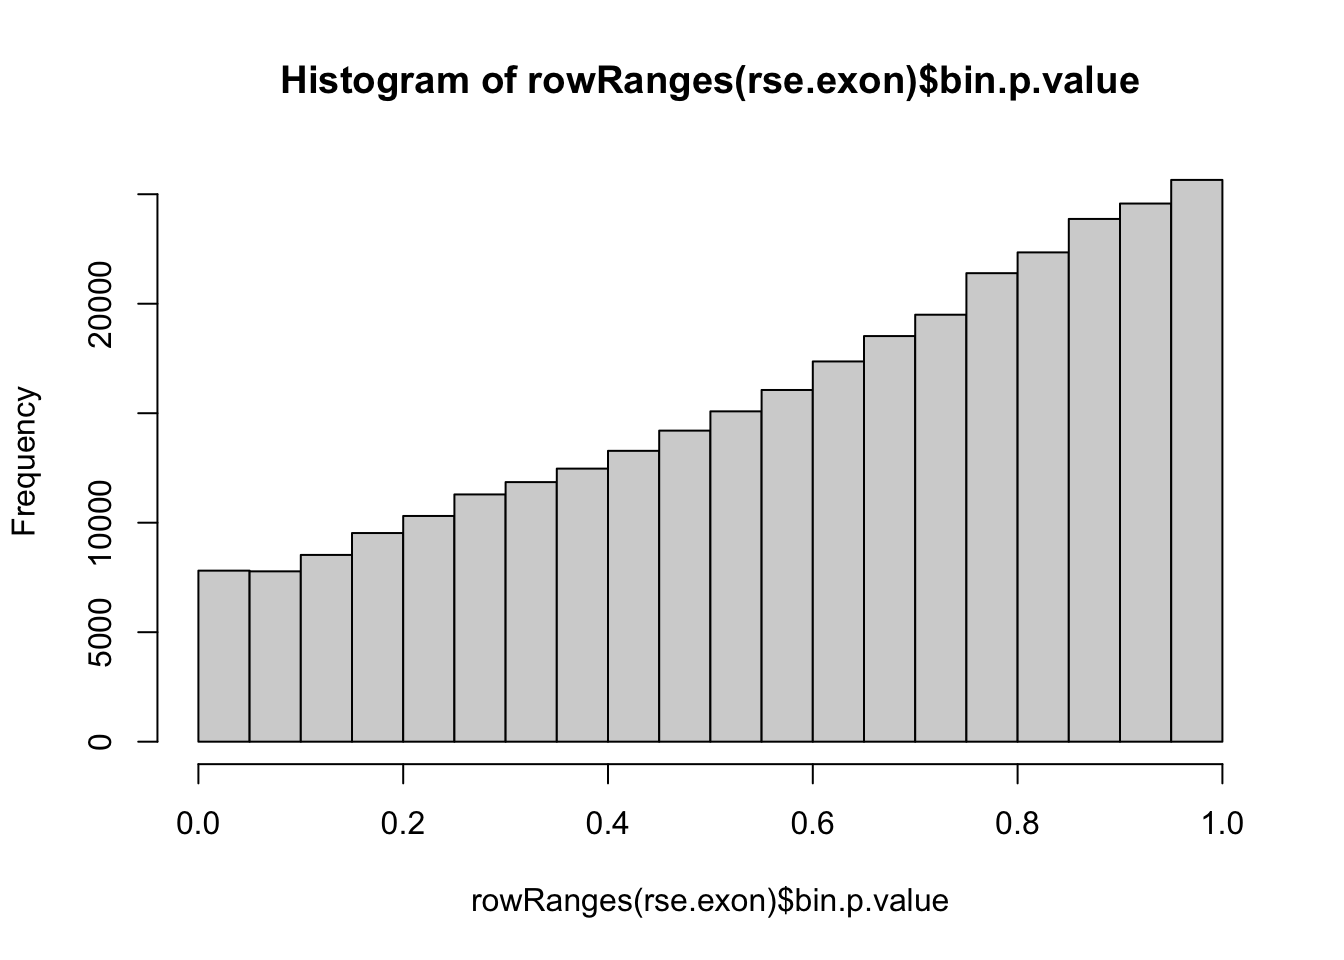 Histogram of rowRanges(rse.exon)$bin.p.value
Frequency
20000
10000
5000
0
0.0 0.2 0.4 0.6 0.8 1.0
rowRanges(rse.exon)$bin.p.value